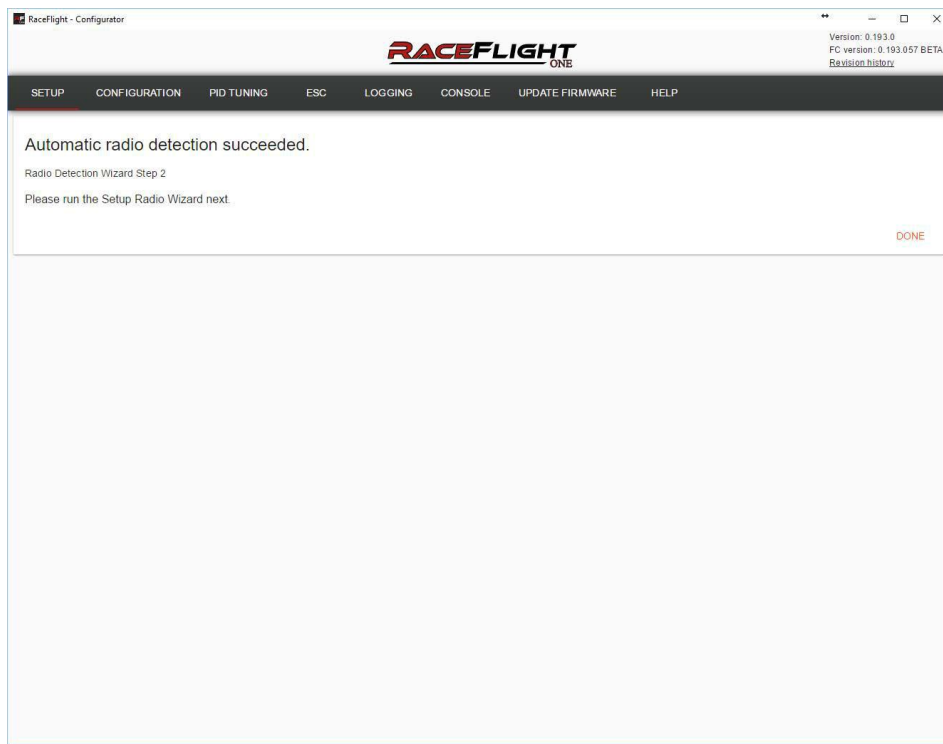 RaceFlight - Configurator
RACEFLIGHT
ONE
Version: 0.193.0
FC version: 0.193.057 BETA
Revision history
SETUP CONFIGURATION PID TUNING ESC LOGGING CONSOLE UPDATE FIRMWARE HELP
Automatic radio detection succeeded.
Radio Detection Wizard Step 2
Please run the Setup Radio Wizard next.
DONE